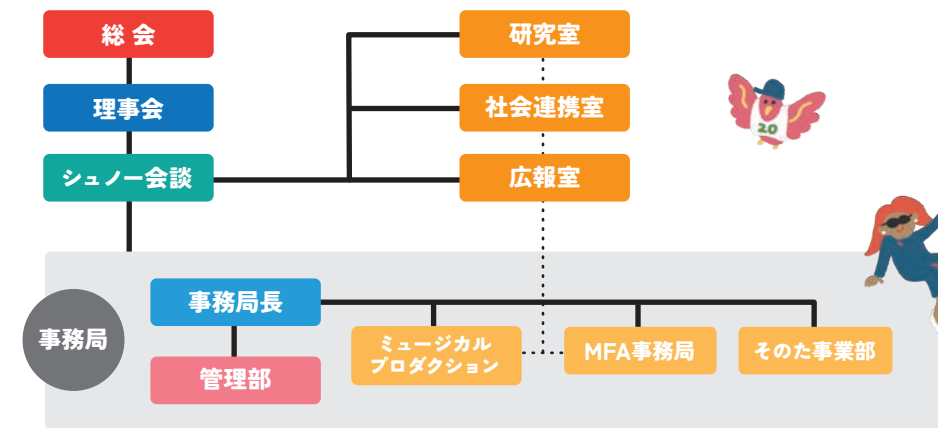 総会
研究室
理事会
社会連携室
20
シュノー会談
広報室
事務局
事務局長
ミュージカル
プロダクション
MFA事務局
そのた事業部
管理部